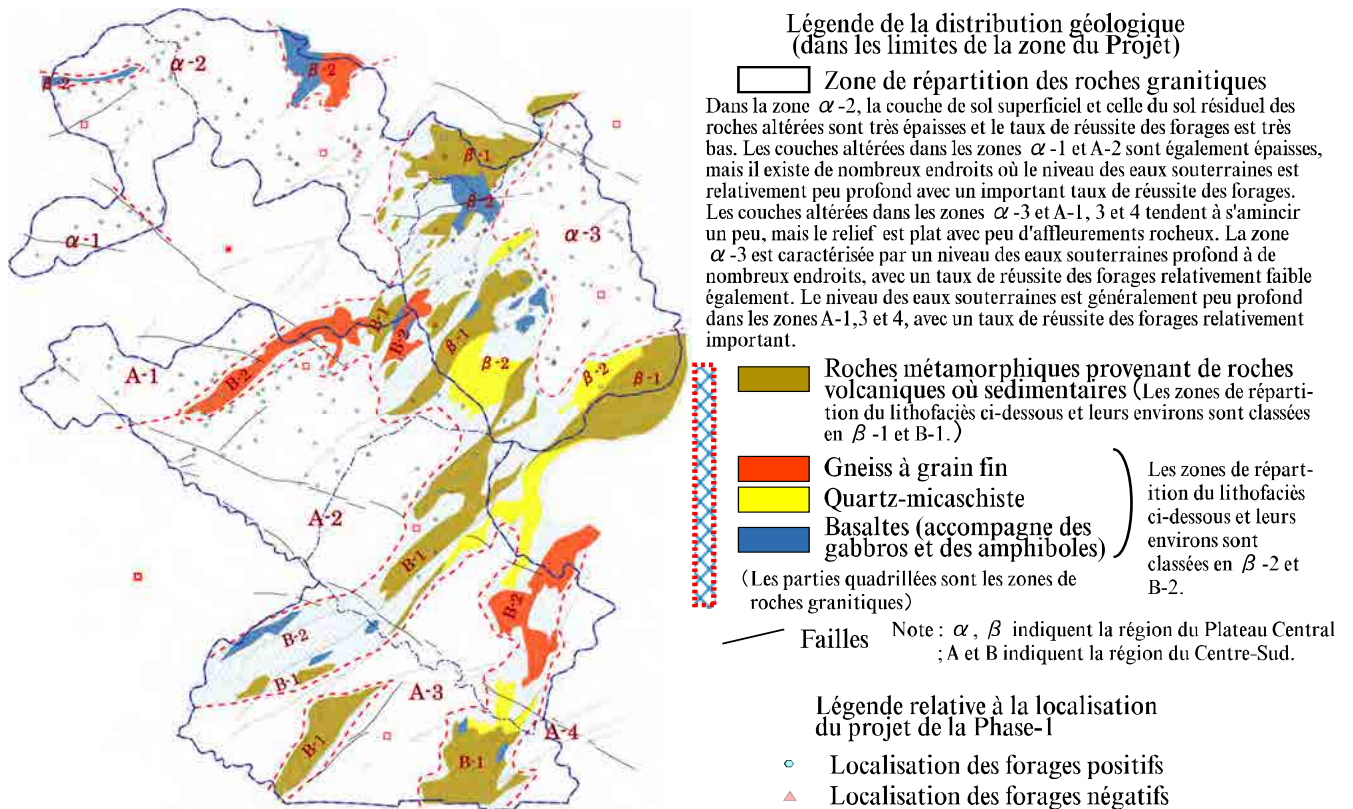 Légende de la distribution géologique
(dans les limites de la zone du Projet)
Zone de répartition des roches granitiques
Dans la zone α-2, la couche de sol superficiel et celle du sol résiduel des
roches altérées sont très épaisses et le taux de réussite des forages est très
bas. Les couches altérées dans les zones α-1 et A-2 sont également épaisses,
mais il existe de nombreux endroits où le niveau des eaux souterraines est
relativement peu profond avec un important taux de réussite des forages.
Les couches altérées dans les zones α-3 et A-1, 3 et 4 tendent à s'amincir
un peu, mais le relief est plat avec peu d'affleurements rocheux. La zone
α-3 est caractérisée par un niveau des eaux souterraines profond à de
nombreux endroits, avec un taux de réussite des forages relativement faible
également. Le niveau des eaux souterraines est généralement peu profond
dans les zones A-1,3 et 4, avec un taux de réussite des forages relativement
important.
Roches métamorphiques provenant de roches
volcaniques où sédimentaires (Les zones de réparti-
tion du lithofaciès ci-dessous et leurs environs sont classées
en β-1 et B-1.)
Gneiss à grain fin
Quartz-micaschiste
Basaltes (accompagne des
gabbros et des amphiboles)
(Les parties quadrillées sont les zones de
roches granitiques)
Les zones de répart-
ition du lithofaciès
ci-dessous et leurs
environs sont
classées en β-2 et
B-2.
Failles
Note : α, β indiquent la région du Plateau Central
; A et B indiquent la région du Centre-Sud.
Légende relative à la localisation
du projet de la Phase-1
Localisation des forages positifs
Localisation des forages négatifs
α-2
β-2
β-2
β-1
β-2
α-1
α-3
B-1
B-2
β-1
β-2
β-2
β-1
A-1
B-2
A-2
B-1
B-2
B-2
B-1
A-3
B-1
A-4
B-1